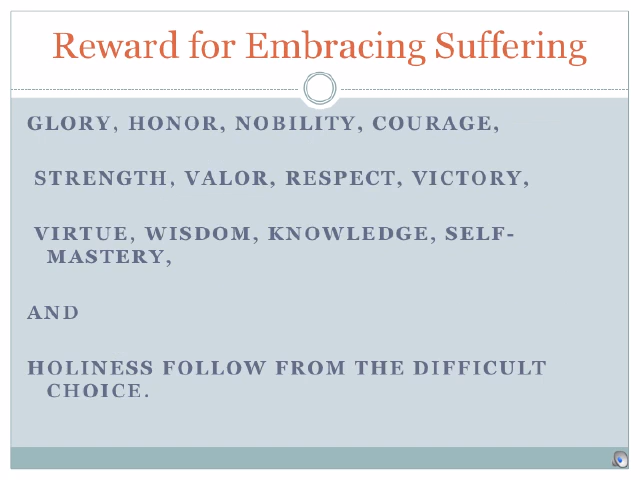 Reward for Embracing Suffering
GLORY, HONOR, NOBILITY, COURAGE,
STRENGTH, VALOR, RESPECT, VICTORY,
VIRTUE, WISDOM, KNOWLEDGE, SELF-
MASTERY,
AND
HOLINESS FOLLOW FROM THE DIFFICULT
CHOICE.